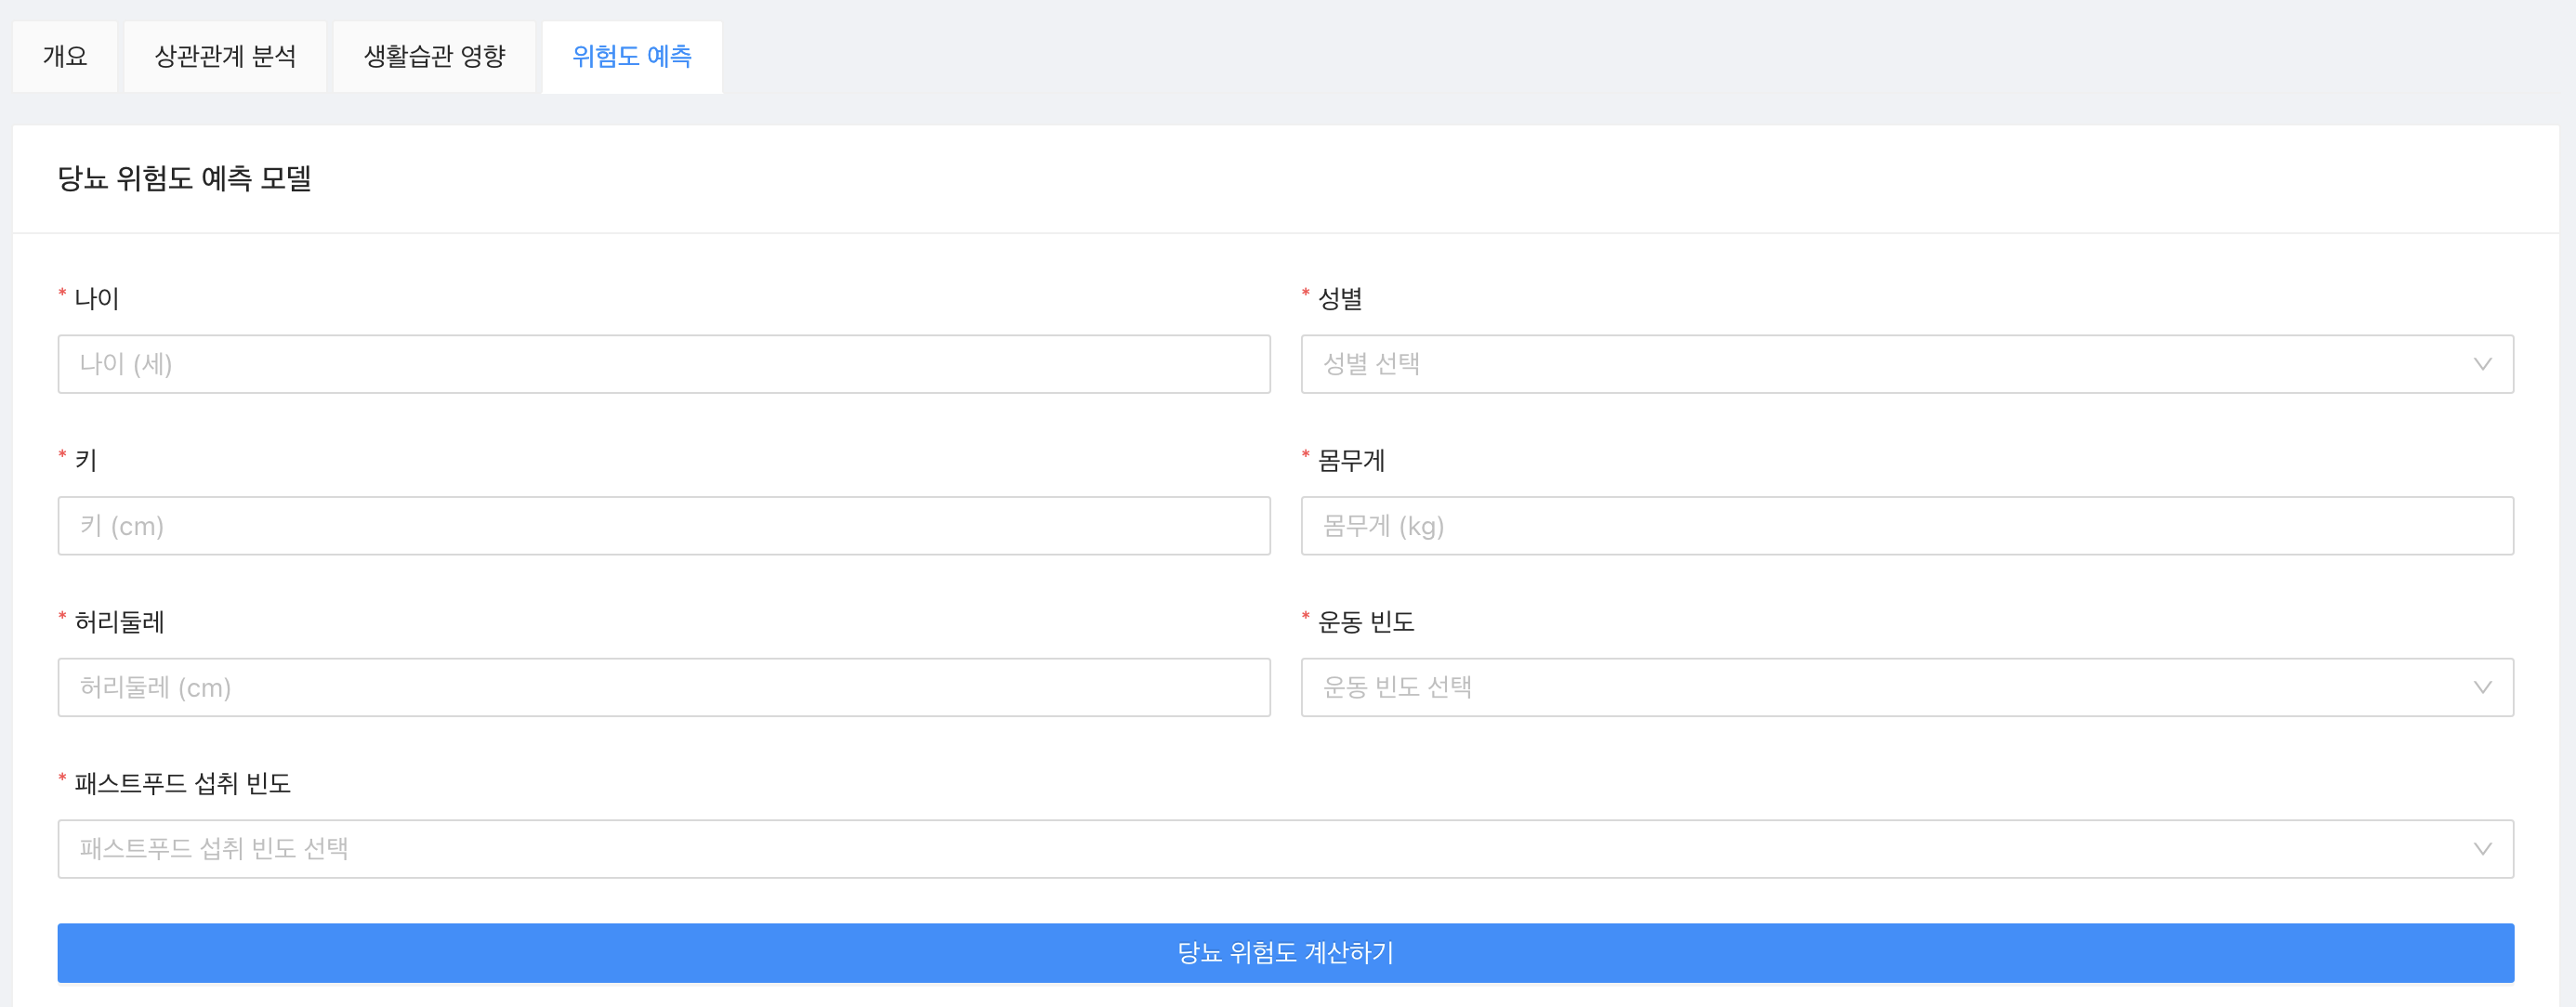 개요 상관관계 분석 생활습관 영향 위험도 예측
당뇨 위험도 예측 모델
* 나이 * 성별
나이 (세) 성별 선택
* 키 * 몸무게
키 (cm) 몸무게 (kg)
* 허리둘레 * 운동 빈도
허리둘레 (cm) 운동 빈도 선택
* 패스트푸드 섭취 빈도
패스트푸드 섭취 빈도 선택
당뇨 위험도 계산하기